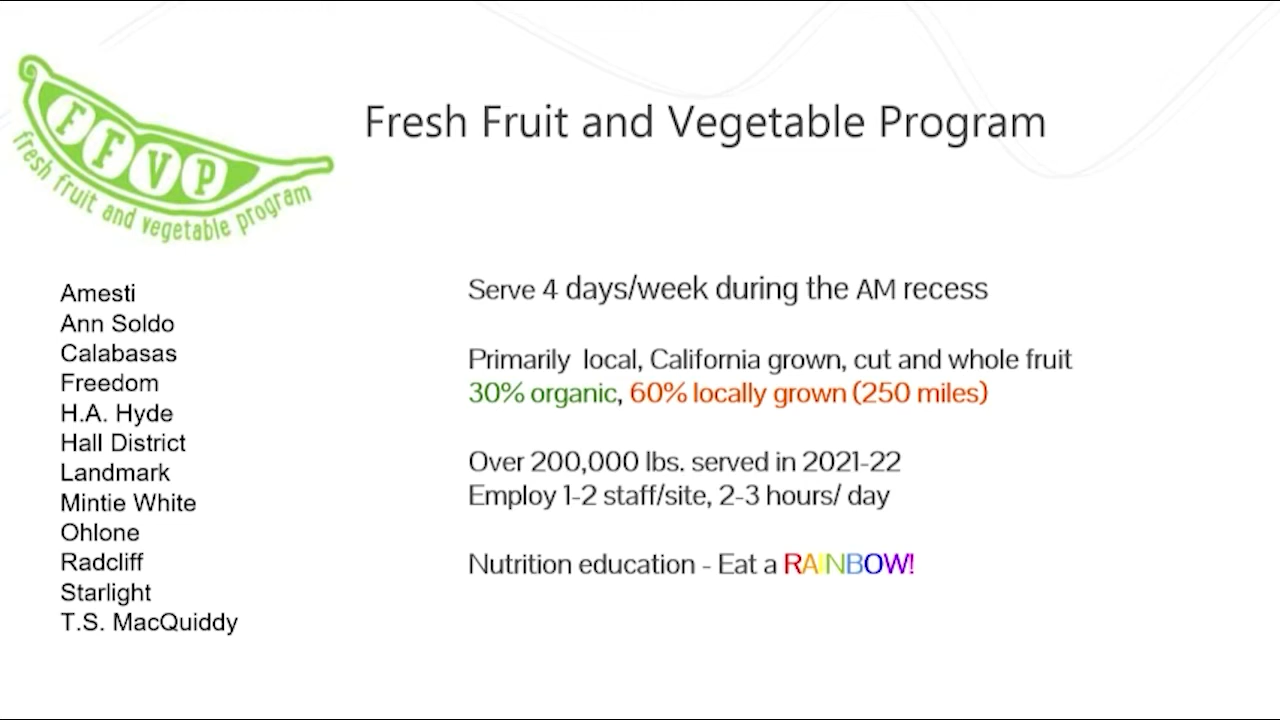 FFVP
fresh fruit and vegetable program
Fresh Fruit and Vegetable Program
Amesti
Ann Soldo
Calabasas
Freedom
H.A. Hyde
Hall District
Landmark
Mintie White
Ohlone
Radcliff
Starlight
T.S. MacQuiddy
Serve 4 days/week during the AM recess
Primarily local, California grown, cut and whole fruit
30% organic, 60% locally grown (250 miles)
Over 200,000 lbs. served in 2021-22
Employ 1-2 staff/site, 2-3 hours/ day
Nutrition education - Eat a RAINBOW!